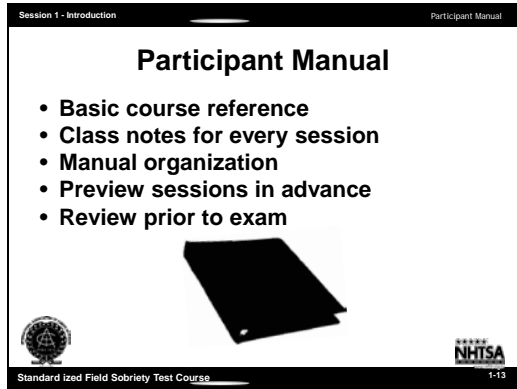 Session 1 - Introduction
Participant Manual
Participant Manual
• Basic course reference
• Class notes for every session
• Manual organization
• Preview sessions in advance
• Review prior to exam
NHTSA
Standard ized Field Sobriety Test Course
1-13